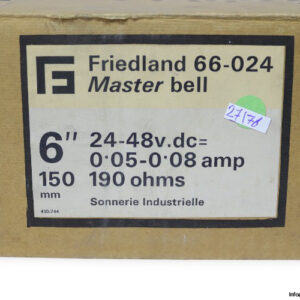 Friedland 66-024
Master bell
27178
6" 24-48v.dc=
0·05-0·08 amp
150 190 ohms
mm
Sonnerie Industrielle